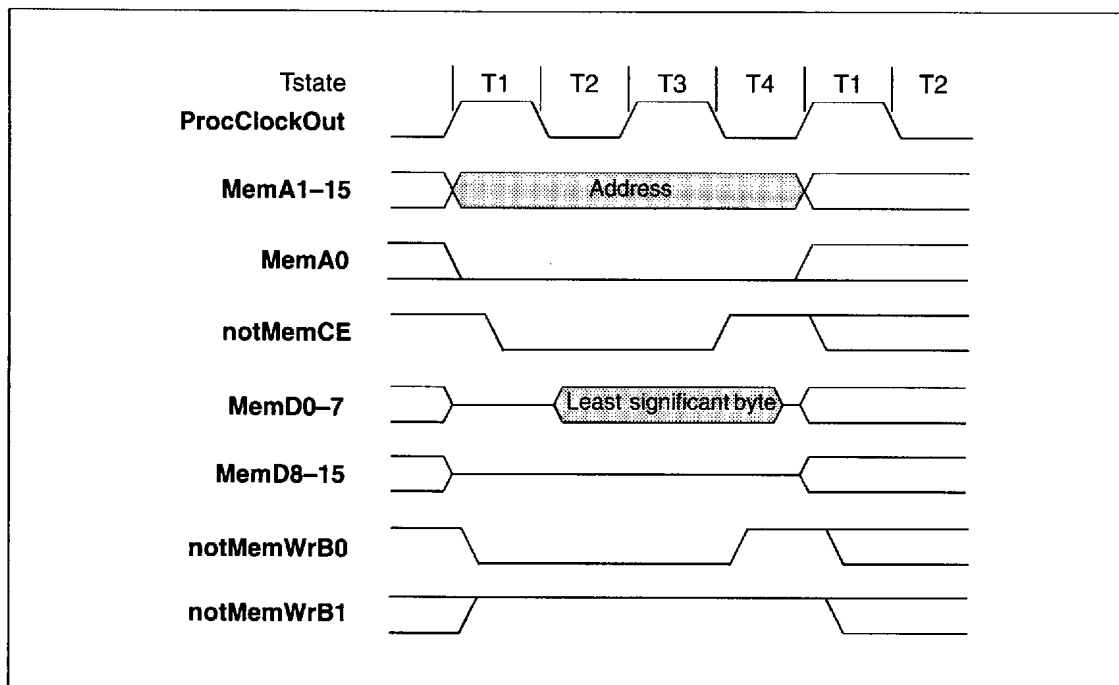 Tstate T1 T2 T3 T4 T1 T2
ProcClockOut
MemA1–15 Address
MemA0
notMemCE
MemD0–7 Least significant byte
MemD8–15
notMemWrB0
notMemWrB1